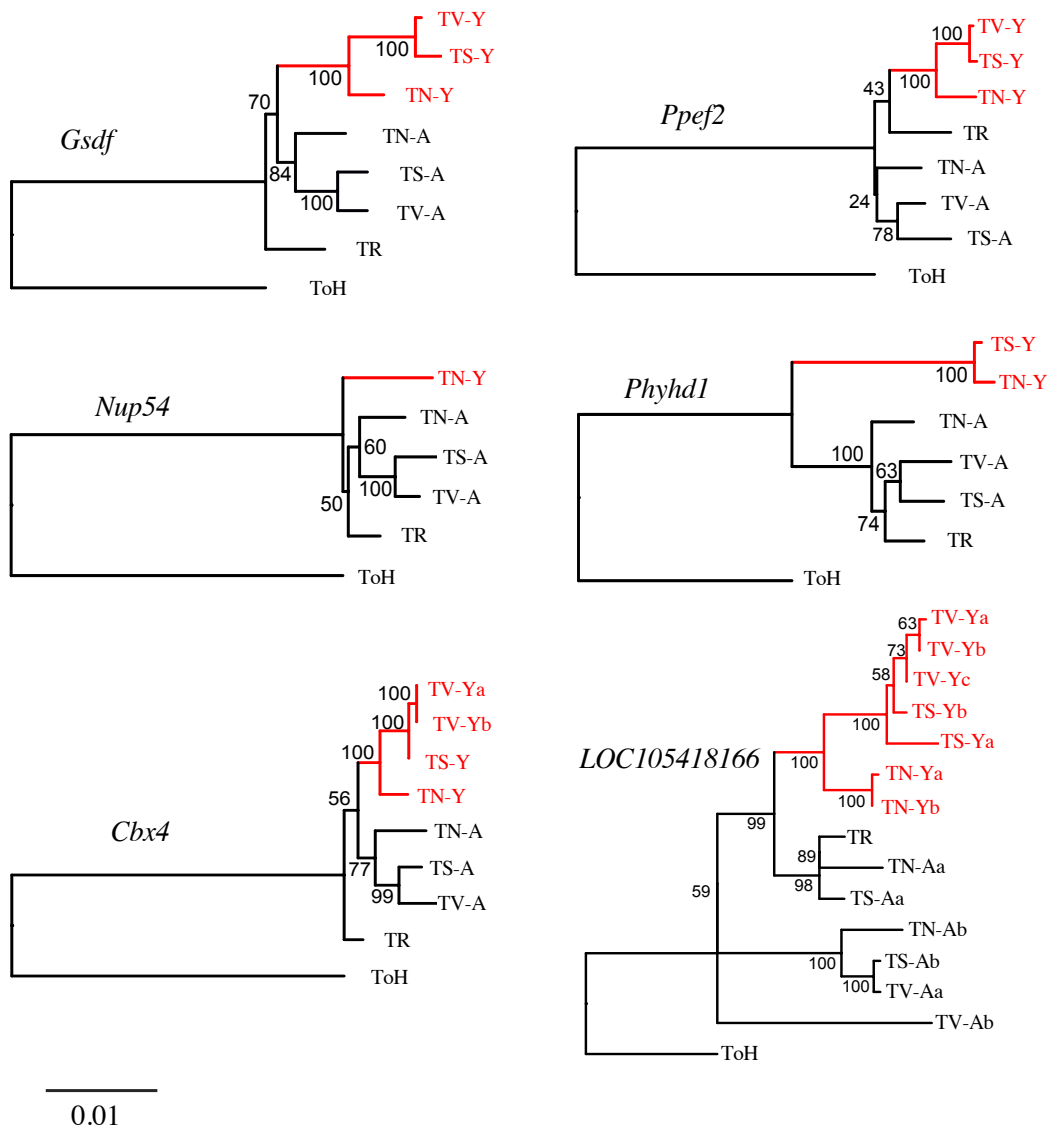 TV-Y
100
TS-Y
100
TN-Y
70
TN-A
Gsdf
84
TS-A
100
TV-A
TR
ToH
TV-Y
100
TS-Y
43
100
TN-Y
Ppef2
TR
TN-A
24
TV-A
78
TS-A
ToH
TN-Y
Nup54
TN-A
60
TS-A
100
TV-A
50
TR
ToH
TS-Y
100
TN-Y
Phyhd1
TN-A
100
63
TV-A
TS-A
74
TR
ToH
TV-Ya
100
TV-Yb
100
TS-Y
100
TN-Y
56
Cbx4
TN-A
77
TS-A
99
TV-A
TR
ToH
63
TV-Ya
73
TV-Yb
58
TV-Yc
TS-Yb
100
TS-Ya
LOC105418166
100
TN-Ya
100
TN-Yb
99
TR
89
TN-Aa
98
TS-Aa
59
TN-Ab
100
TS-Ab
100
TV-Aa
TV-Ab
ToH
0.01